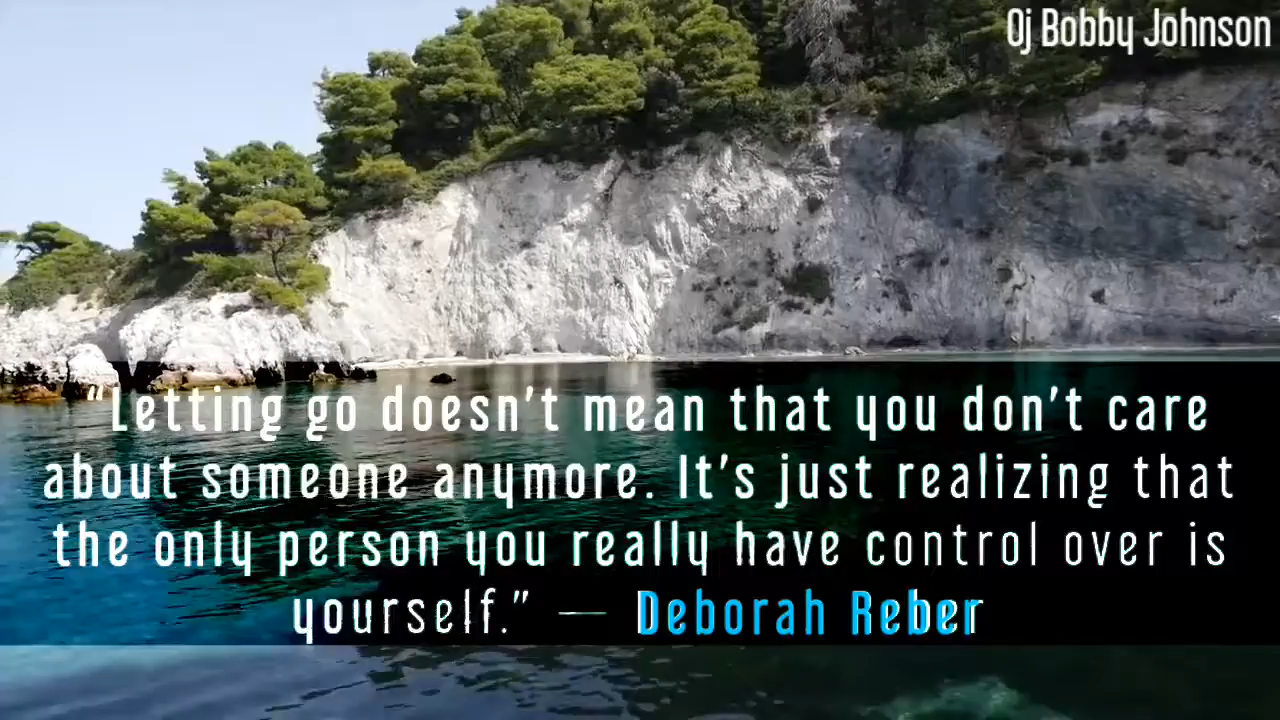 Oj Bobby Johnson
“Letting go doesn't mean that you don't care
about someone anymore. It's just realizing that
the only person you really have control over is
yourself.” — Deborah Reber